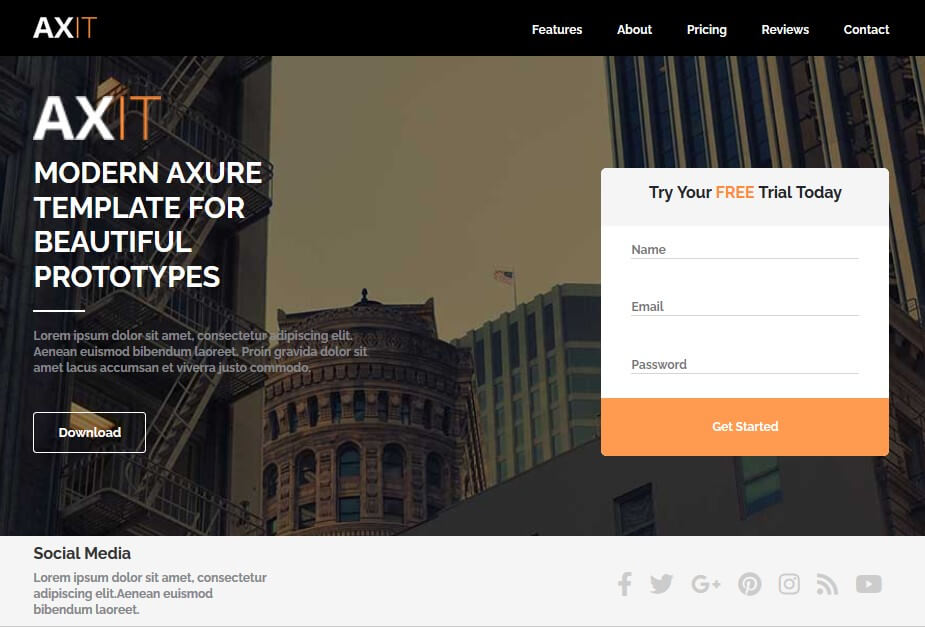 AXIT
Features About Pricing Reviews Contact
AXIT
MODERN AXURE
TEMPLATE FOR
BEAUTIFUL
PROTOTYPES
Lorem ipsum dolor sit amet, consectetur adipiscing elit.
Aenean euismod bibendum laoreet. Proin gravida dolor sit
amet lacus accumsan et viverra justo commodo.
Download
Try Your FREE Trial Today
Name
Email
Password
Get Started
Social Media
Lorem ipsum dolor sit amet, consectetur
adipiscing elit.Aenean euismod
bibendum laoreet.